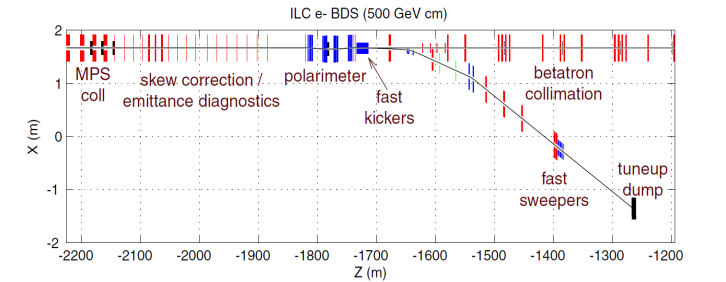 ILC e- BDS (500 GeV cm)
2
1
0
-1
-2
X (m)
MPS
coll
skew correction /
emittance diagnostics
polarimeter
fast
kickers
betatron
collimation
fast
sweepers
tuneup
dump
-2200 -2100 -2000 -1900 -1800 -1700 -1600 -1500 -1400 -1300 -1200
Z (m)